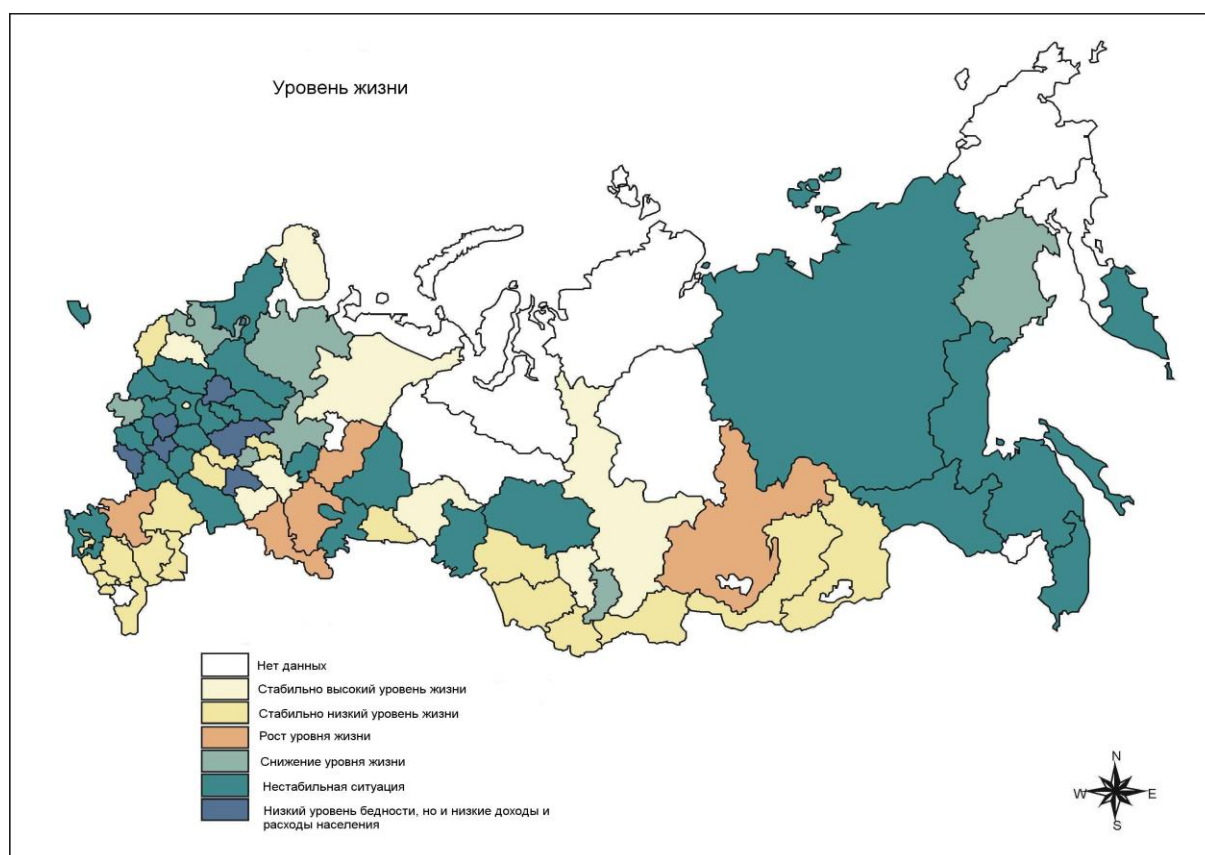 Уровень жизни
Нет данных
Стабильно высокий уровень жизни
Стабильно низкий уровень жизни
Рост уровня жизни
Снижение уровня жизни
Нестабильная ситуация
Низкий уровень бедности, но и низкие доходы и
расходы населения
N
W E
S